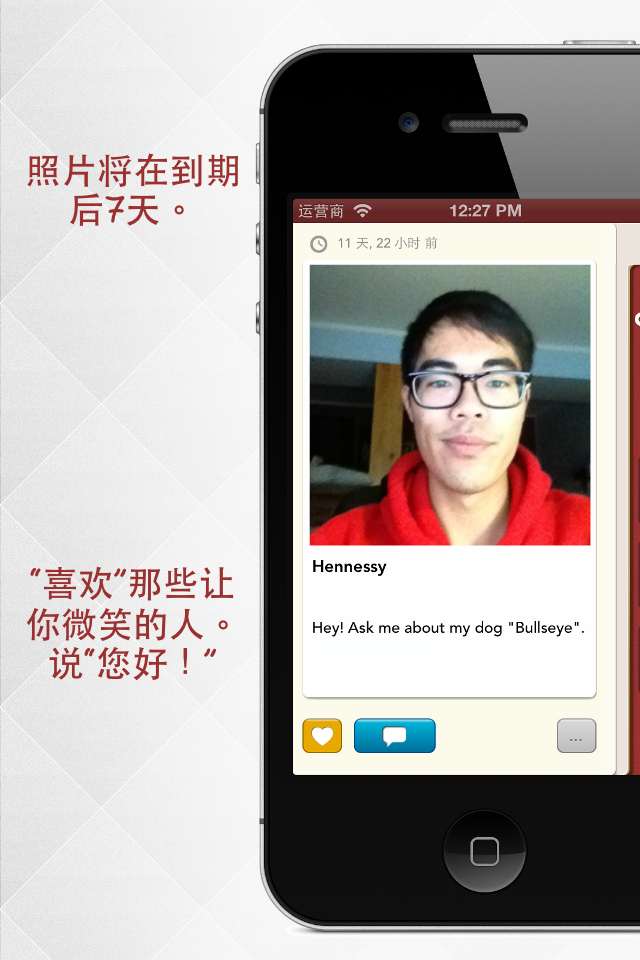 照片将在到期
后7天。
运营商
12:27 PM
11 天, 22 小时 前
Hennessy
Hey! Ask me about my dog "Bullseye".
...
"喜欢"那些让
你微笑的人。
说"您好！"